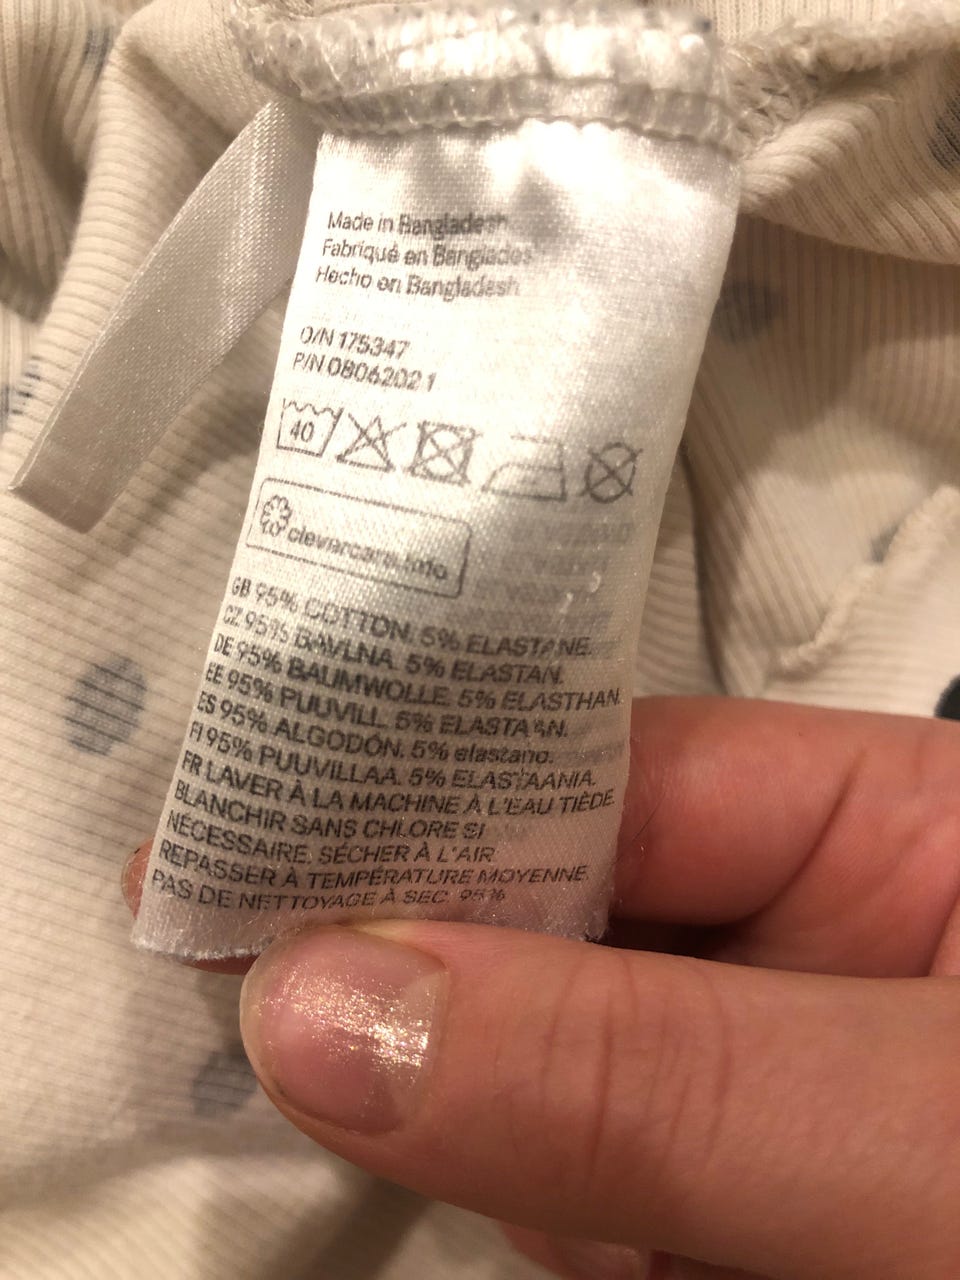 Made in Bangladesh
Fabriqué en Bangladesh
Hecho en Bangladesh
O/N 175347
P/N 08062021
40
clevercare.info
GB 95% COTTON. 5% ELASTANE.
CZ 95% BAVLNA. 5% ELASTAN.
DE 95% BAUMWOLLE. 5% ELASTHAN.
EE 95% PUUVILL. 5% ELASTAAN.
ES 95% ALGODÓN. 5% elastano.
FI 95% PUUVILLAA. 5% ELASTAANIA.
FR LAVER À LA MACHINE À L'EAU TIÈDE.
BLANCHIR SANS CHLORE SI
NÉCESSAIRE. SÉCHER À L'AIR
REPASSER À TEMPÉRATURE MOYENNE.
PAS DE NETTOYAGE À SEC. 95%